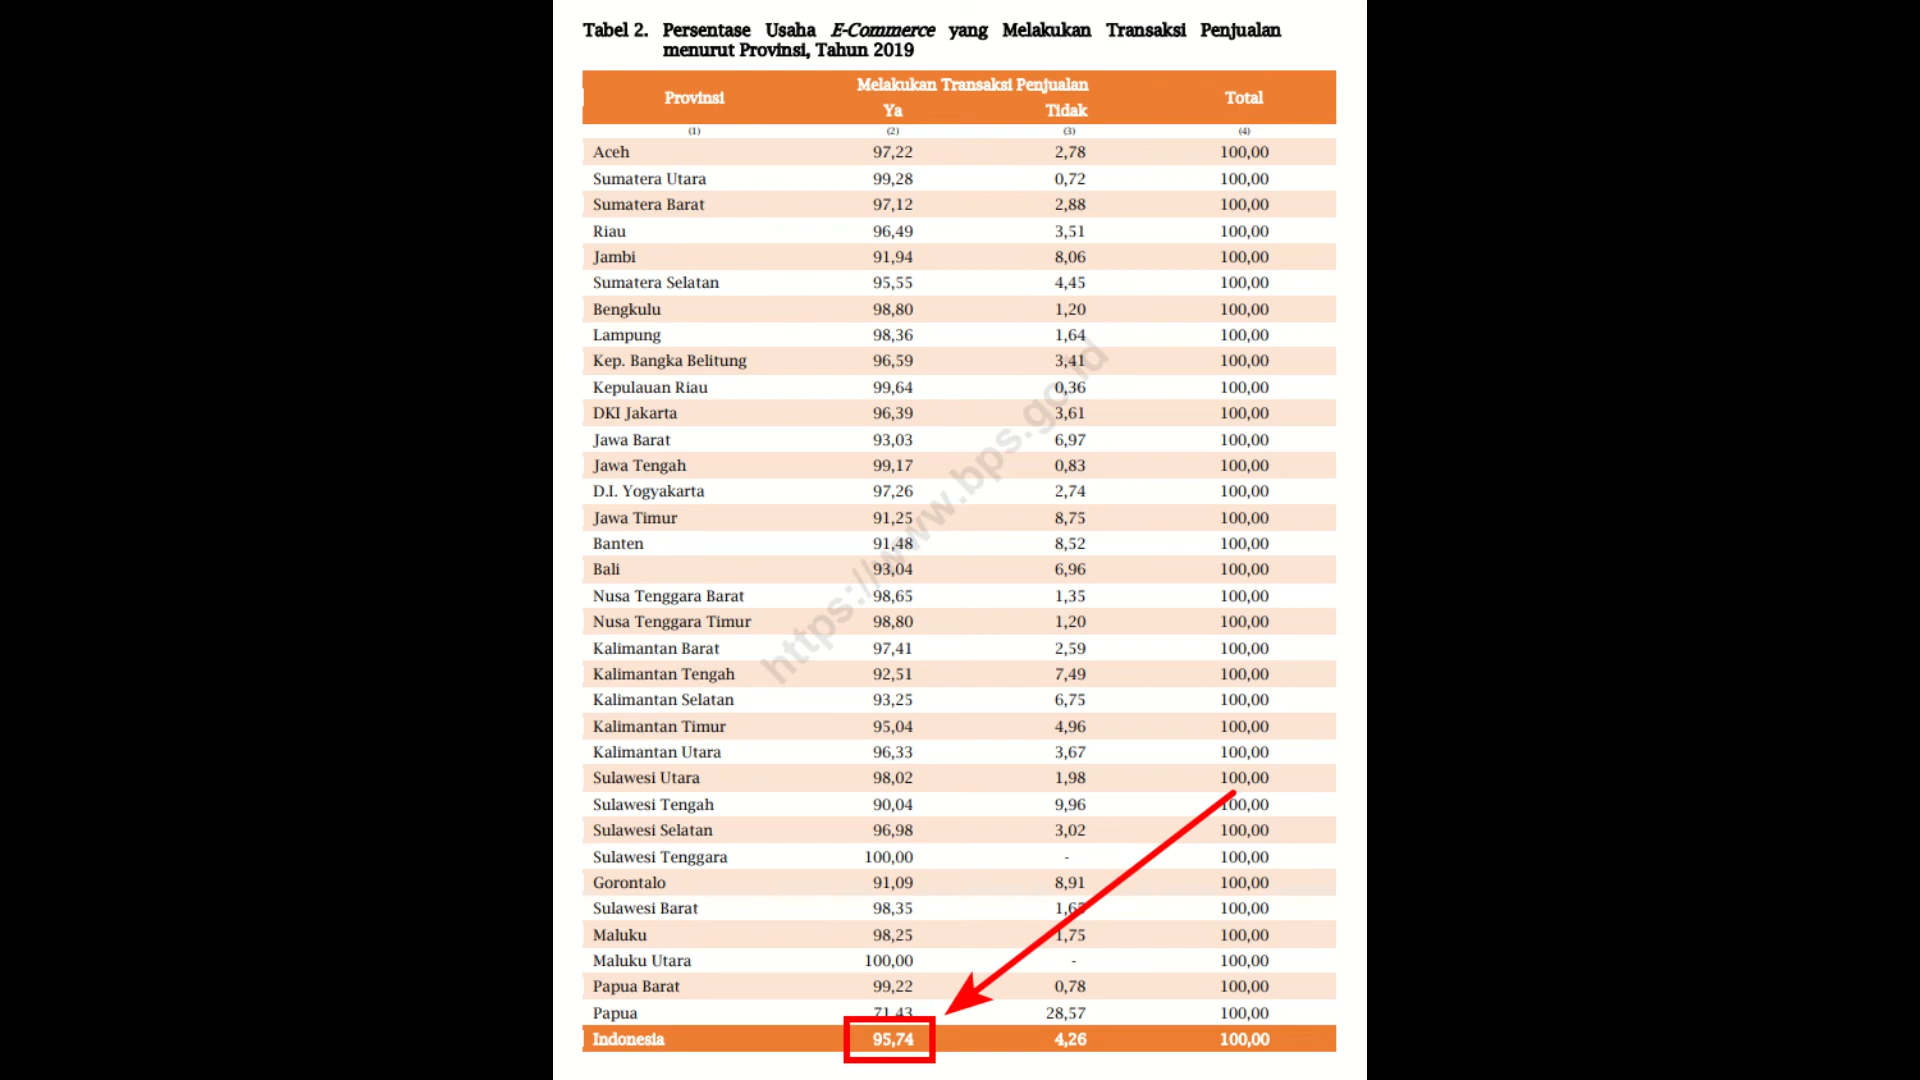 Tabel 2. Persentase Usaha E-Commerce yang Melakukan Transaksi Penjualan
menurut Provinsi, Tahun 2019
Provinsi Melakukan Transaksi Penjualan Total
Ya Tidak
(1) (2) (3) (4)
Aceh 97,22 2,78 100,00
Sumatera Utara 99,28 0,72 100,00
Sumatera Barat 97,12 2,88 100,00
Riau 96,49 3,51 100,00
Jambi 91,94 8,06 100,00
Sumatera Selatan 95,55 4,45 100,00
Bengkulu 98,80 1,20 100,00
Lampung 98,36 1,64 100,00
Kep. Bangka Belitung 96,59 3,41 100,00
Kepulauan Riau 99,64 0,36 100,00
DKI Jakarta 96,39 3,61 100,00
Jawa Barat 93,03 6,97 100,00
Jawa Tengah 99,17 0,83 100,00
D.I. Yogyakarta 97,26 2,74 100,00
Jawa Timur 91,25 8,75 100,00
Banten 91,48 8,52 100,00
Bali 93,04 6,96 100,00
Nusa Tenggara Barat 98,65 1,35 100,00
Nusa Tenggara Timur 98,80 1,20 100,00
Kalimantan Barat 97,41 2,59 100,00
Kalimantan Tengah 92,51 7,49 100,00
Kalimantan Selatan 93,25 6,75 100,00
Kalimantan Timur 95,04 4,96 100,00
Kalimantan Utara 96,33 3,67 100,00
Sulawesi Utara 98,02 1,98 100,00
Sulawesi Tengah 90,04 9,96 100,00
Sulawesi Selatan 96,98 3,02 100,00
Sulawesi Tenggara 100,00 - 100,00
Gorontalo 91,09 8,91 100,00
Sulawesi Barat 98,35 1,65 100,00
Maluku 98,25 1,75 100,00
Maluku Utara 100,00 - 100,00
Papua Barat 99,22 0,78 100,00
Papua 71,43 28,57 100,00
Indonesia 95,74 4,26 100,00
https://www.bps.go.id